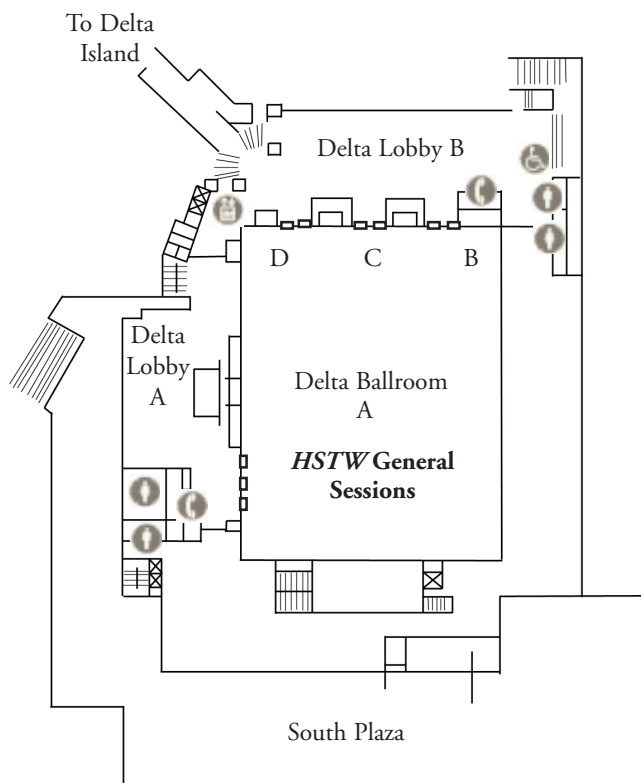 To Delta
Island
Delta Lobby B
D
C
B
Delta
Lobby
A
Delta Ballroom
A
HSTW General
Sessions
South Plaza